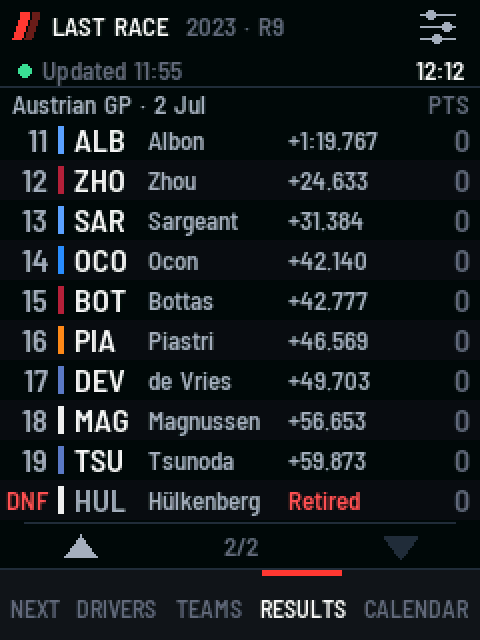 LAST RACE 2023 · R9
Updated 11:55 12:12
Austrian GP · 2 Jul PTS
11 ALB Albon +1:19.767 0
12 ZHO Zhou +24.633 0
13 SAR Sargeant +31.384 0
14 OCO Ocon +42.140 0
15 BOT Bottas +42.777 0
16 PIA Piastri +46.569 0
17 DEV de Vries +49.703 0
18 MAG Magnussen +56.653 0
19 TSU Tsunoda +59.873 0
DNF HUL Hülkenberg Retired 0
2/2
NEXT DRIVERS TEAMS RESULTS CALENDAR